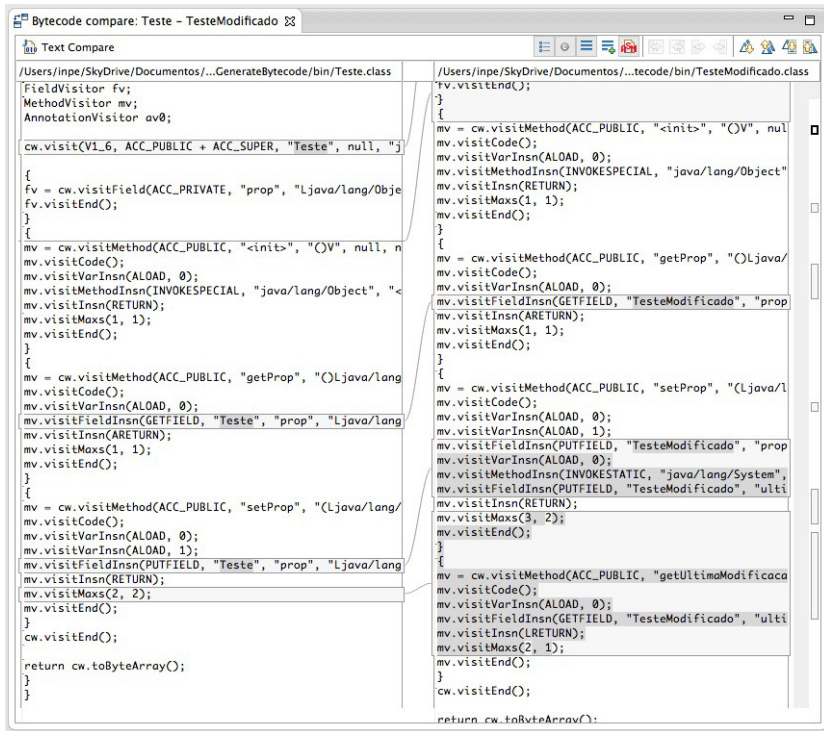 Bytecode compare: Teste - TesteModificado
Text Compare
/Users/inpe/SkyDrive/Documentos/...GenerateBytecode/bin/Teste.class
FieldVisitor fv;
MethodVisitor mv;
AnnotationVisitor av0;
cw.visit(V1_6, ACC_PUBLIC + ACC_SUPER, "Teste", null, "j
{
fv = cw.visitField(ACC_PRIVATE, "prop", "Ljava/lang/Obje
fv.visitEnd();
}
{
mv = cw.visitMethod(ACC_PUBLIC, "<init>", "()V", null, n
mv.visitCode();
mv.visitVarInsn(ALOAD, 0);
mv.visitMethodInsn(INVOKESPECIAL, "java/lang/Object", "<
mv.visitInsn(RETURN);
mv.visitMaxs(1, 1);
mv.visitEnd();
}
{
mv = cw.visitMethod(ACC_PUBLIC, "getProp", "()Ljava/lang
mv.visitCode();
mv.visitVarInsn(ALOAD, 0);
mv.visitFieldInsn(GETFIELD, "Teste", "prop", "Ljava/lang
mv.visitInsn(ARETURN);
mv.visitMaxs(1, 1);
mv.visitEnd();
}
{
mv = cw.visitMethod(ACC_PUBLIC, "setProp", "(Ljava/lang/
mv.visitCode();
mv.visitVarInsn(ALOAD, 0);
mv.visitVarInsn(ALOAD, 1);
mv.visitFieldInsn(PUTFIELD, "Teste", "prop", "Ljava/lang
mv.visitInsn(RETURN);
mv.visitMaxs(2, 2);
mv.visitEnd();
}
cw.visitEnd();
return cw.toByteArray();
}
}
/Users/inpe/SkyDrive/Documentos/...tecode/bin/TesteModificado.class
fv.visitEnd();
}
{
mv = cw.visitMethod(ACC_PUBLIC, "<init>", "()V", nul
mv.visitCode();
mv.visitVarInsn(ALOAD, 0);
mv.visitMethodInsn(INVOKESPECIAL, "java/lang/Object"
mv.visitInsn(RETURN);
mv.visitMaxs(1, 1);
mv.visitEnd();
}
{
mv = cw.visitMethod(ACC_PUBLIC, "getProp", "()Ljava/
mv.visitCode();
mv.visitVarInsn(ALOAD, 0);
mv.visitFieldInsn(GETFIELD, "TesteModificado", "prop
mv.visitInsn(ARETURN);
mv.visitMaxs(1, 1);
mv.visitEnd();
}
{
mv = cw.visitMethod(ACC_PUBLIC, "setProp", "(Ljava/l
mv.visitCode();
mv.visitVarInsn(ALOAD, 0);
mv.visitVarInsn(ALOAD, 1);
mv.visitFieldInsn(PUTFIELD, "TesteModificado", "prop
mv.visitVarInsn(ALOAD, 0);
mv.visitMethodInsn(INVOKESTATIC, "java/lang/System",
mv.visitFieldInsn(PUTFIELD, "TesteModificado", "ulti
mv.visitInsn(RETURN);
mv.visitMaxs(3, 2);
mv.visitEnd();
}
{
mv = cw.visitMethod(ACC_PUBLIC, "getUltimaModificaca
mv.visitCode();
mv.visitVarInsn(ALOAD, 0);
mv.visitFieldInsn(GETFIELD, "TesteModificado", "ulti
mv.visitInsn(LRETURN);
mv.visitMaxs(2, 1);
mv.visitEnd();
}
cw.visitEnd();
return cw.toByteArray();